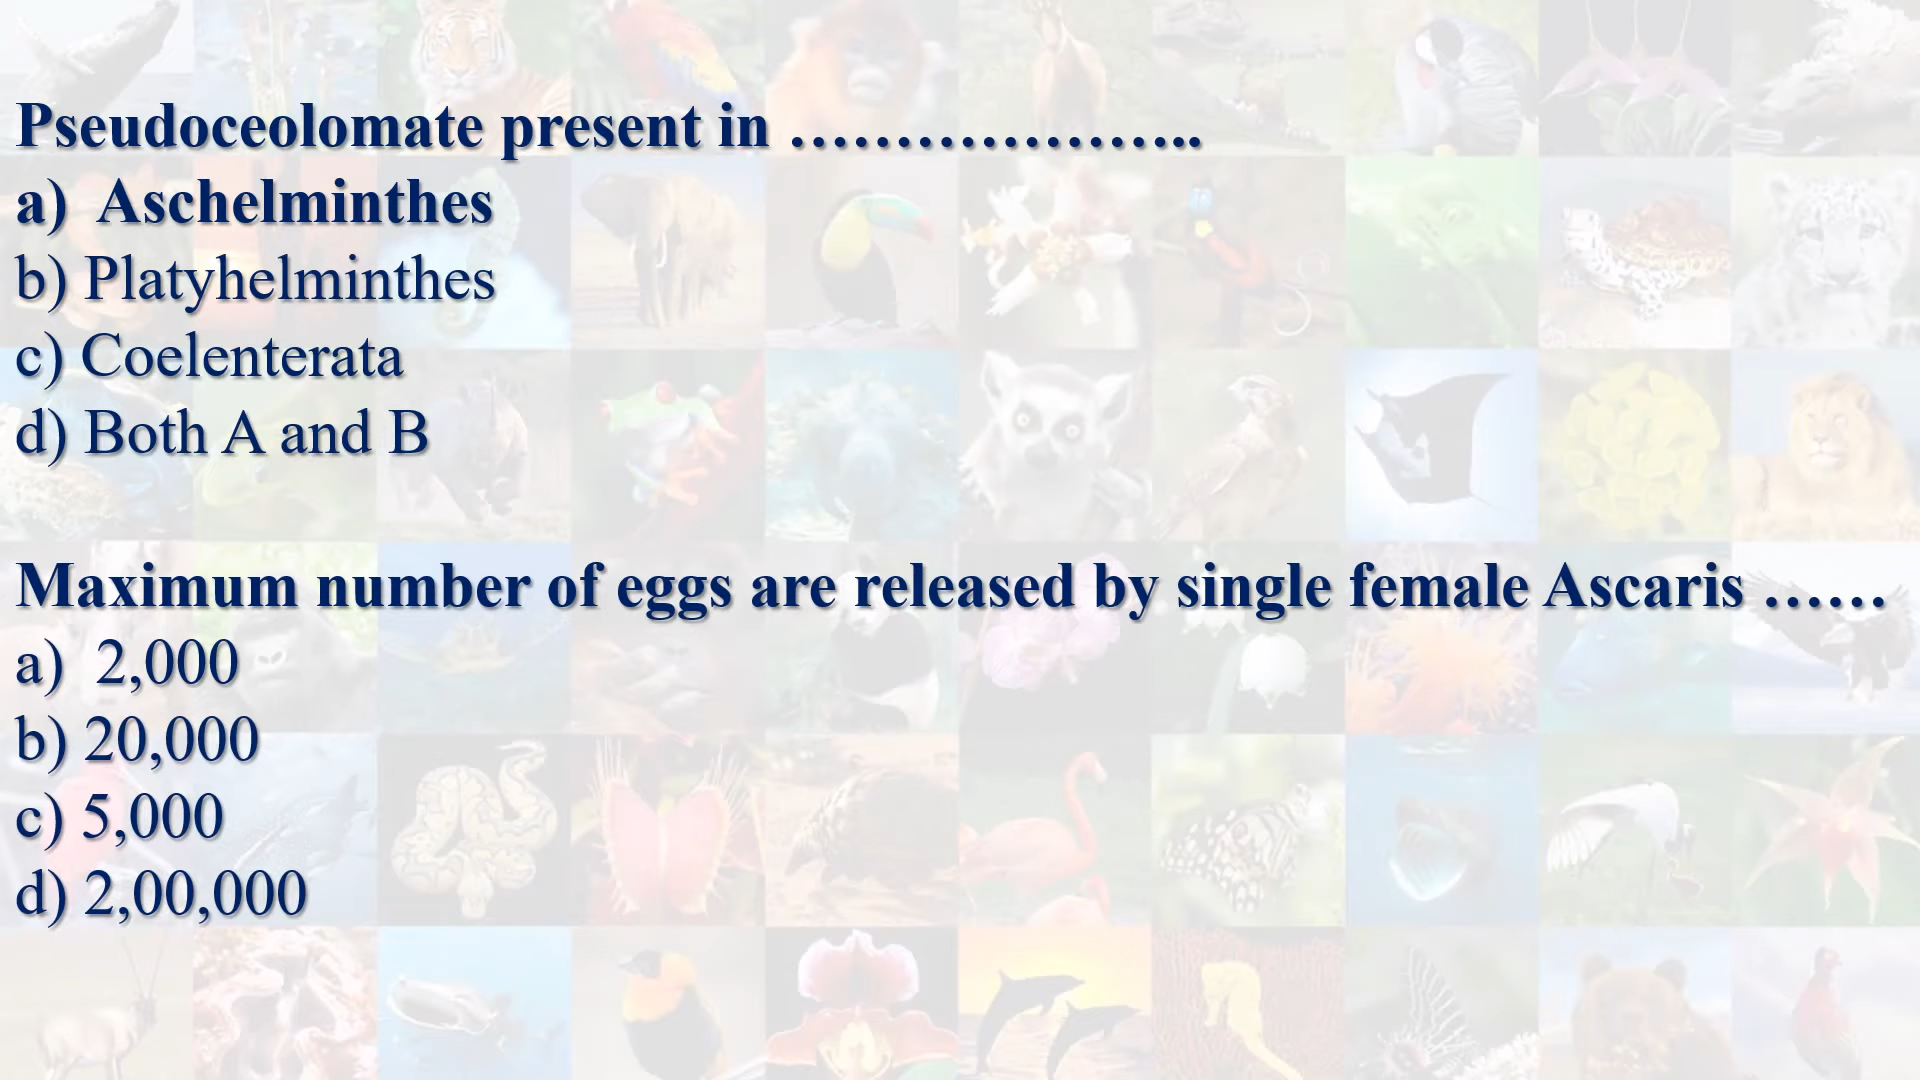 Pseudoceolomate present in ………………..
a)  Aschelminthes
b) Platyhelminthes
c) Coelenterata
d) Both A and B
Maximum number of eggs are released by single female Ascaris ……
a)  2,000
b) 20,000
c) 5,000
d) 2,00,000